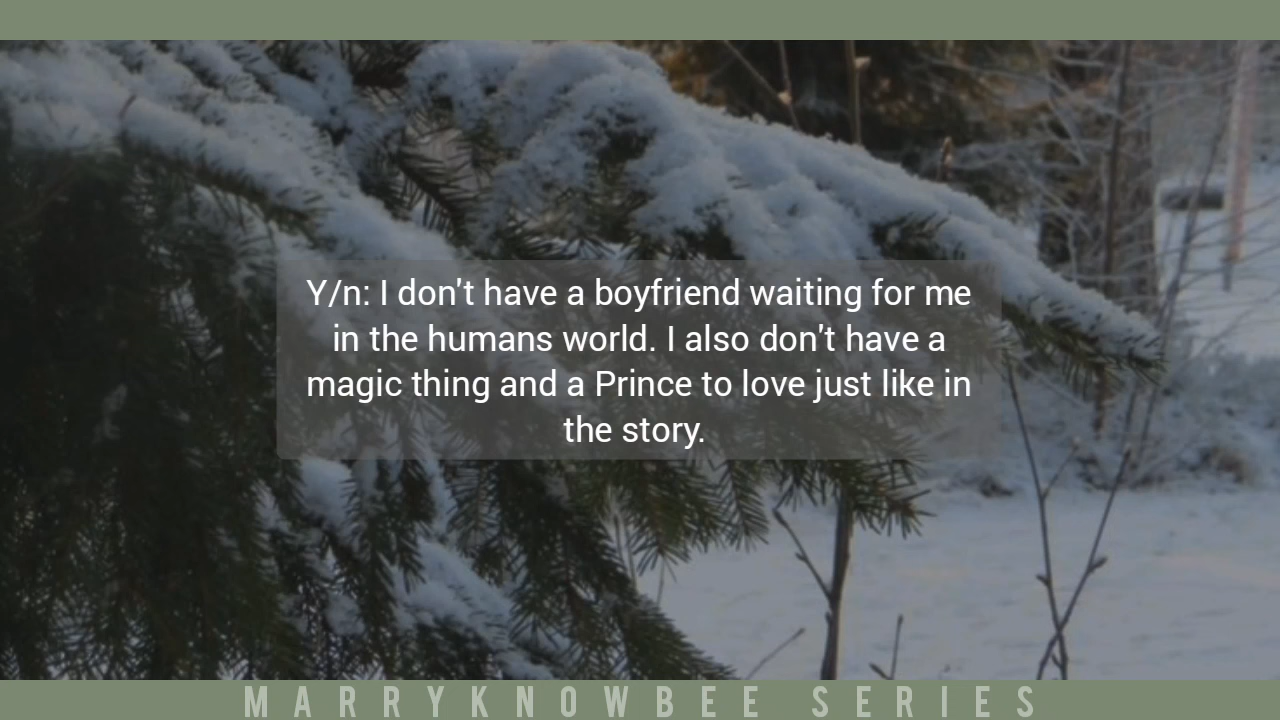 Y/n: I don't have a boyfriend waiting for me
in the humans world. I also don't have a
magic thing and a Prince to love just like in
the story.
MARRYKNOWBEE SERIES